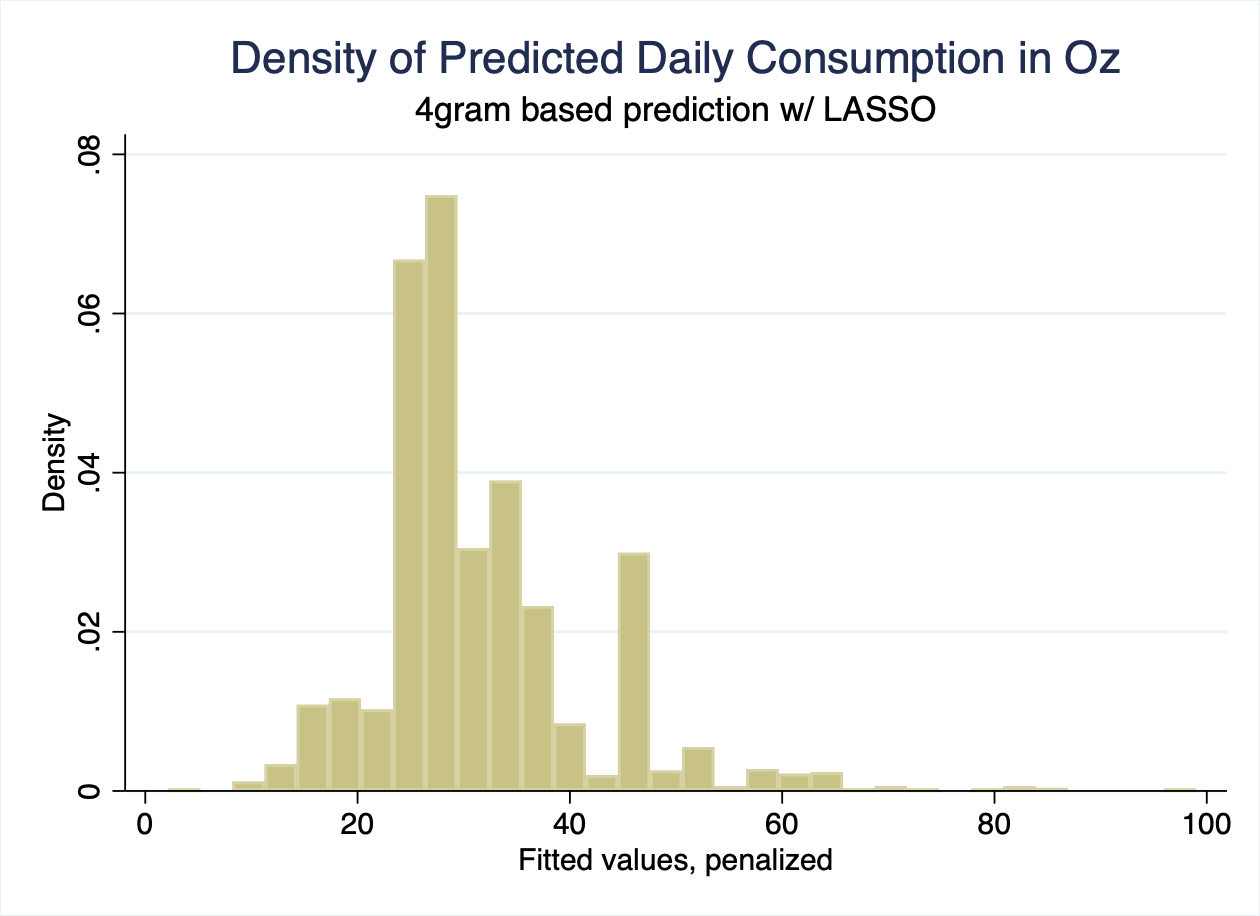 Density of Predicted Daily Consumption in Oz
4gram based prediction w/ LASSO
.08
.06
.04
.02
0
Density
0 20 40 60 80 100
Fitted values, penalized